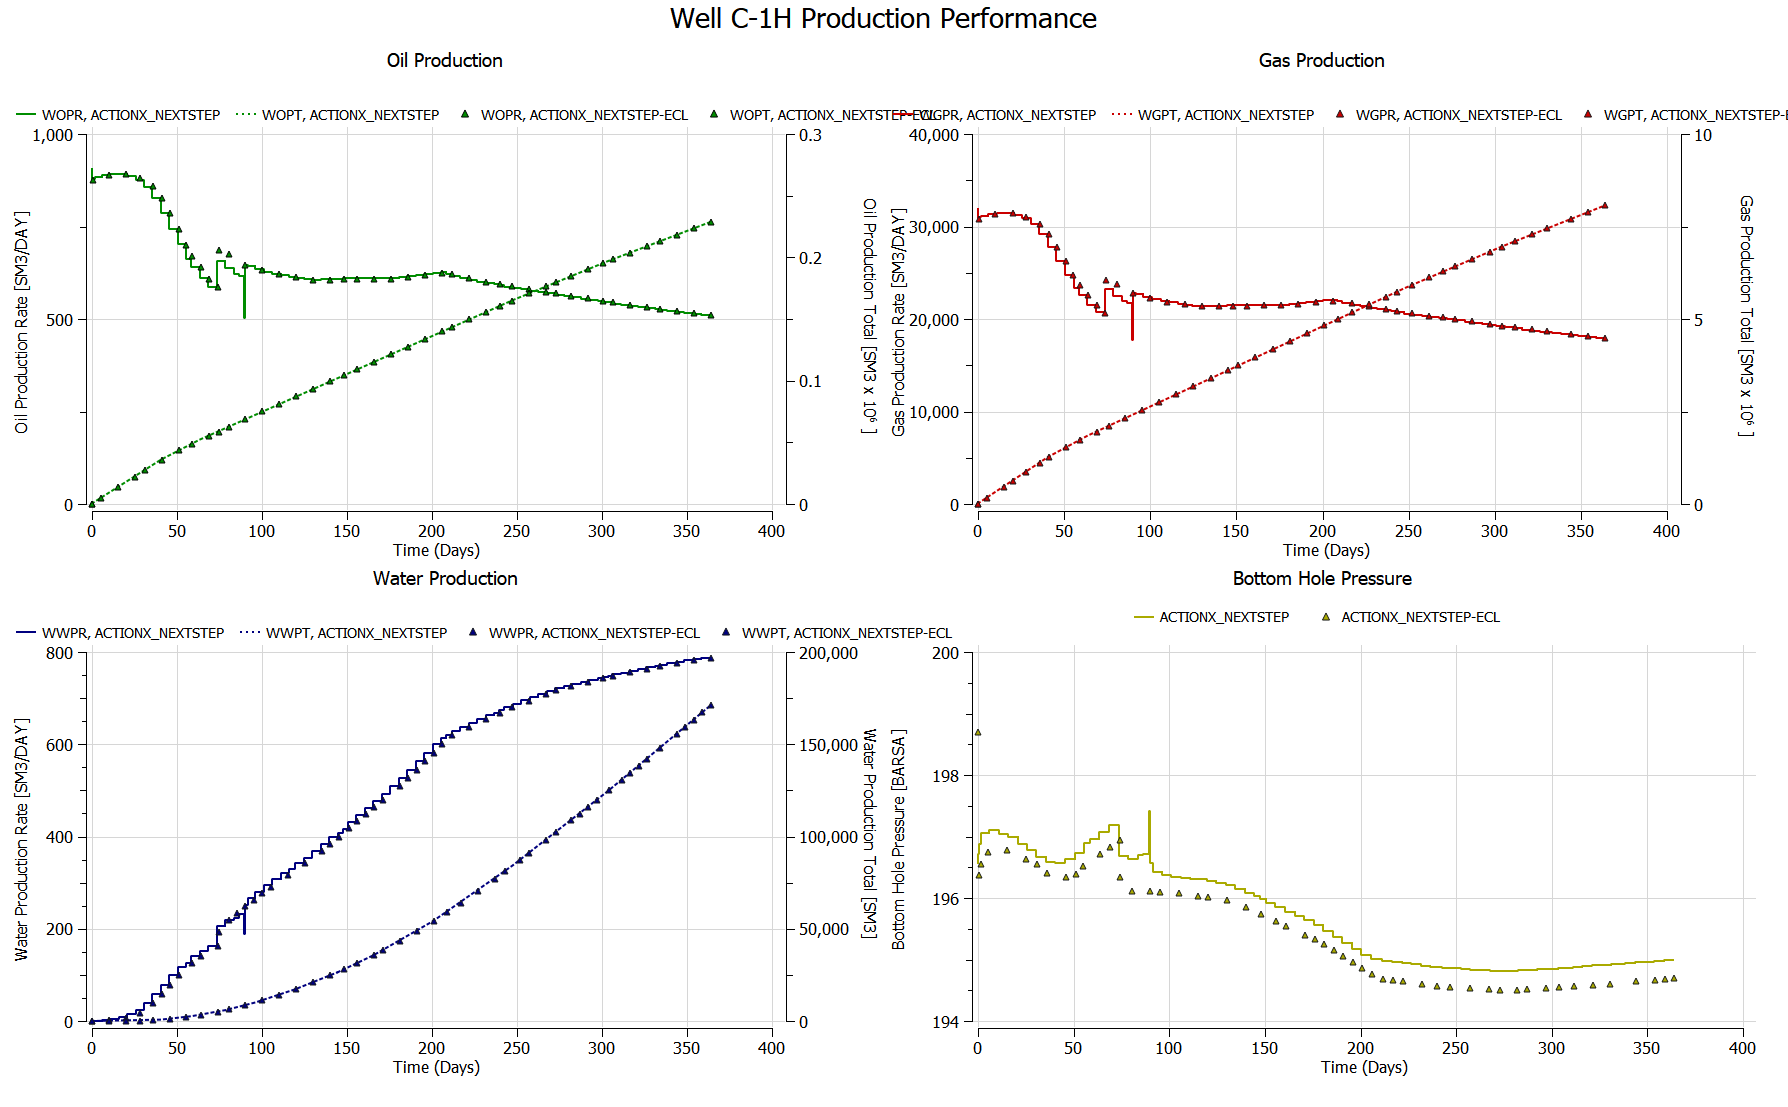 Well C-1H Production Performance
Oil Production
WOPR, ACTIONX_NEXTSTEP WOPT, ACTIONX_NEXTSTEP WOPR, ACTIONX_NEXTSTEP-ECL WOPT, ACTIONX_NEXTSTEP-ECL
1,000
500
0
0.3
0.2
0.1
0
Oil Production Rate [SM3/DAY]
Oil Production Total [SM3 x 10⁶ ]
0 50 100 150 200 250 300 350 400
Time (Days)
Gas Production
WGPR, ACTIONX_NEXTSTEP WGPT, ACTIONX_NEXTSTEP WGPR, ACTIONX_NEXTSTEP-ECL WGPT, ACTIONX_NEXTSTEP-E
40,000
30,000
20,000
10,000
0
10
5
0
Gas Production Rate [SM3/DAY]
Gas Production Total [SM3 x 10⁶ ]
0 50 100 150 200 250 300 350 400
Time (Days)
Water Production
WWPR, ACTIONX_NEXTSTEP WWPT, ACTIONX_NEXTSTEP WWPR, ACTIONX_NEXTSTEP-ECL WWPT, ACTIONX_NEXTSTEP-ECL
800
600
400
200
0
200,000
150,000
100,000
50,000
0
Water Production Rate [SM3/DAY]
Water Production Total [SM3]
0 50 100 150 200 250 300 350 400
Time (Days)
Bottom Hole Pressure
ACTIONX_NEXTSTEP ACTIONX_NEXTSTEP-ECL
200
198
196
194
Bottom Hole Pressure [BARSA]
0 50 100 150 200 250 300 350 400
Time (Days)